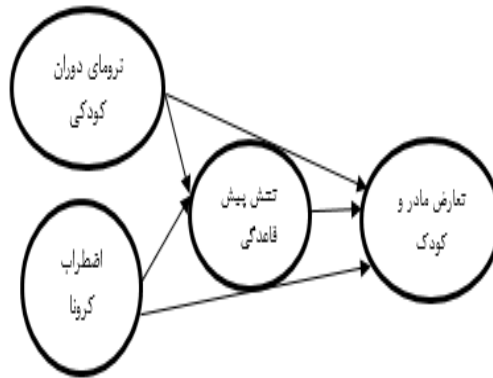 ترومای دوران
کودکی
تنش پیش
قاعدگی
تعارض مادر و
کودک
اضطراب
کرونا